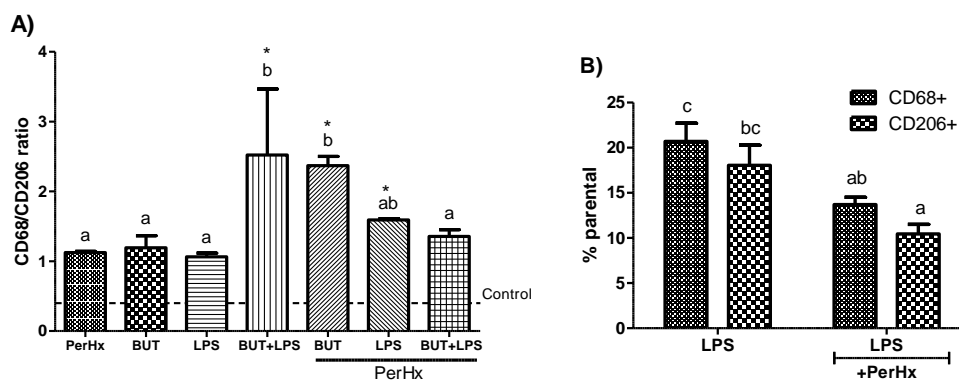 A)
CD68/CD206 ratio
4
3
2
1
0
a
a
a
*
b
*
b
*
ab
a
Control
PerHx
BUT
LPS
BUT+LPS
BUT
LPS
BUT+LPS
PerHx
B)
CD68+
CD206+
% parental
25
20
15
10
5
0
c
bc
ab
a
LPS
LPS
+PerHx